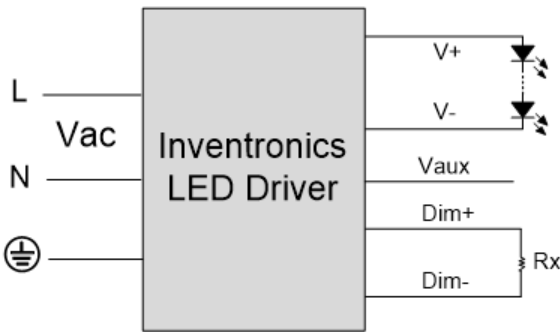 L
Vac
N
Inventronics
LED Driver
V+
V-
Vaux
Dim+
Rx
Dim-